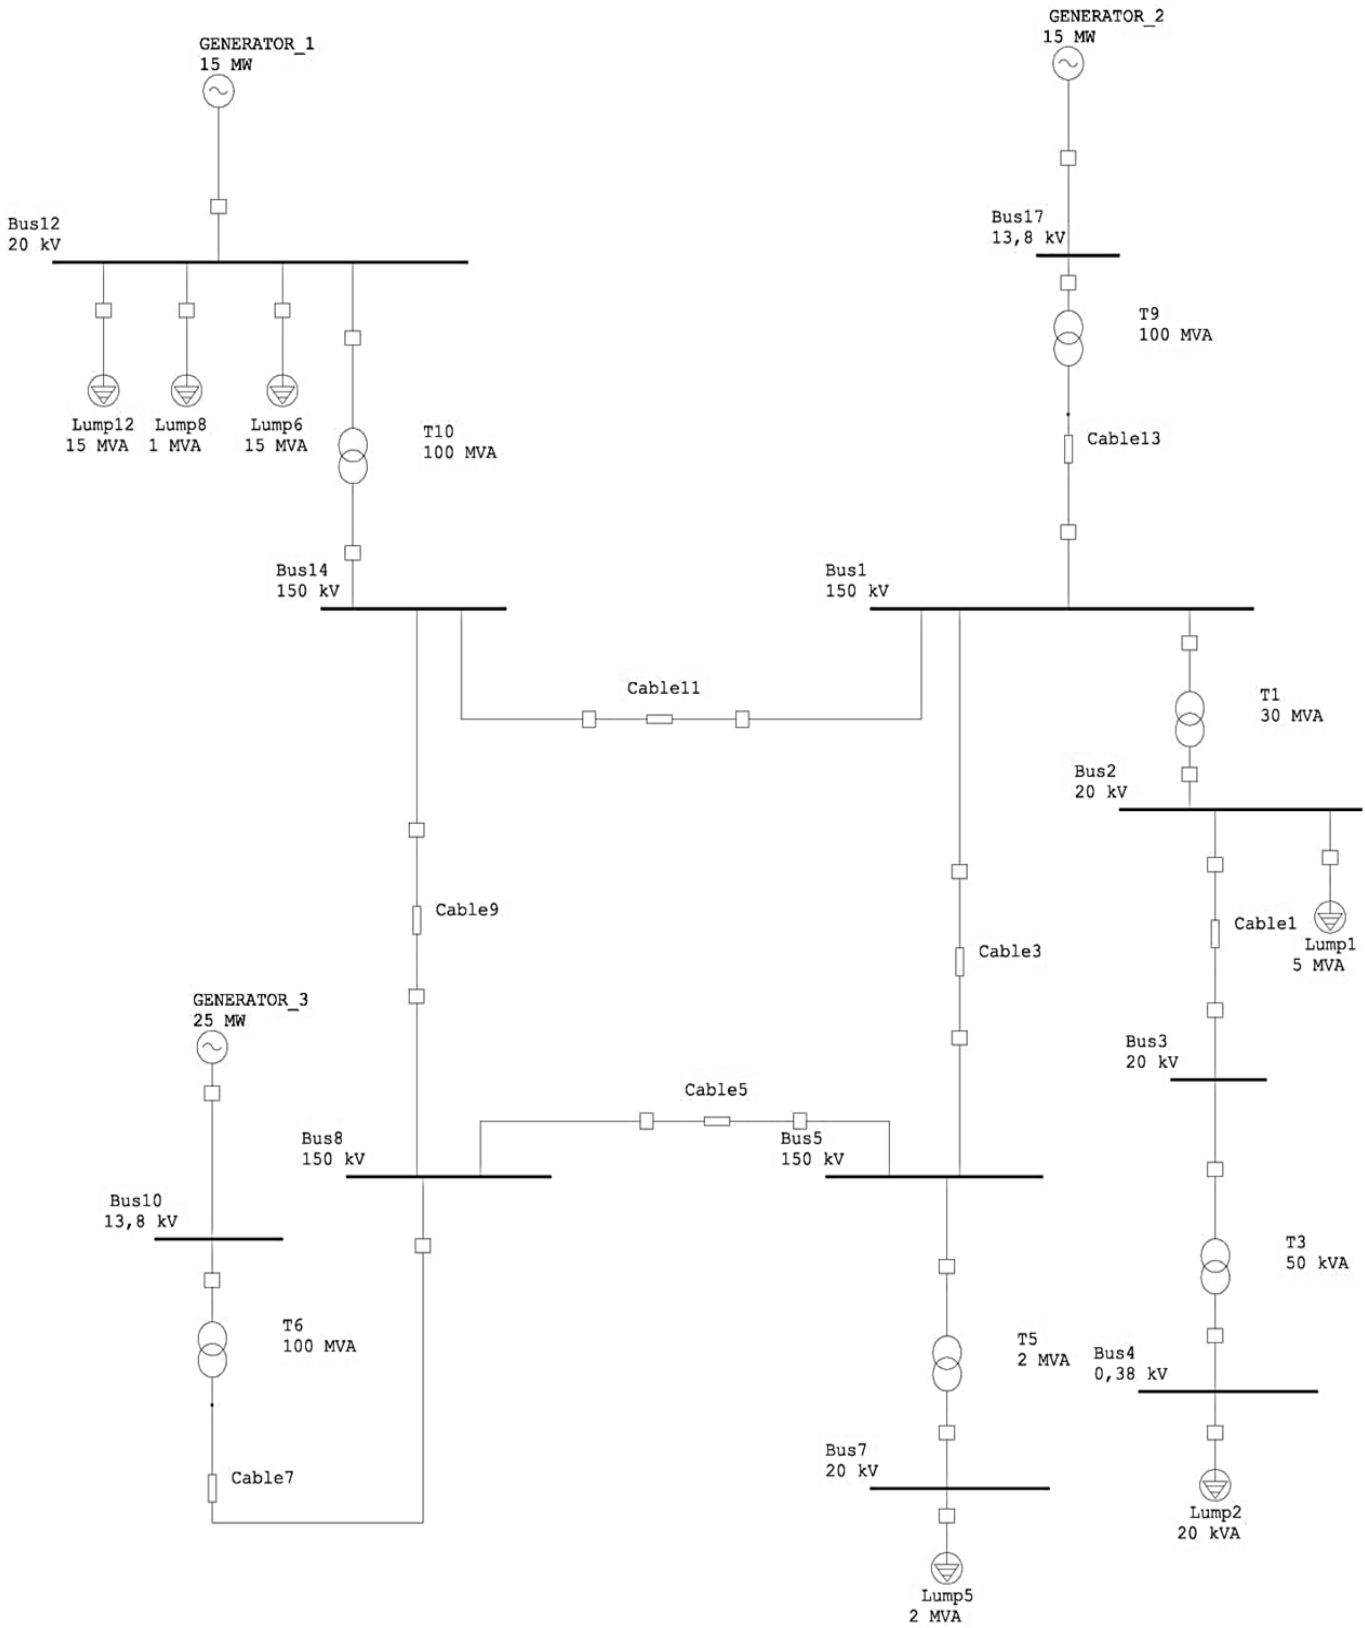 GENERATOR_1
15 MW
GENERATOR_2
15 MW
Bus12
20 kV
Bus17
13,8 kV
T9
100 MVA
Lump12
15 MVA
Lump8
1 MVA
Lump6
15 MVA
T10
100 MVA
Cable13
Bus14
150 kV
Bus1
150 kV
Cable11
T1
30 MVA
Bus2
20 kV
Cable9
Cable3
Cable1
Lump1
5 MVA
GENERATOR_3
25 MW
Bus3
20 kV
Cable5
Bus8
150 kV
Bus5
150 kV
Bus10
13,8 kV
T3
50 kVA
T6
100 MVA
T5
2 MVA
Bus4
0,38 kV
Cable7
Bus7
20 kV
Lump2
20 kVA
Lump5
2 MVA